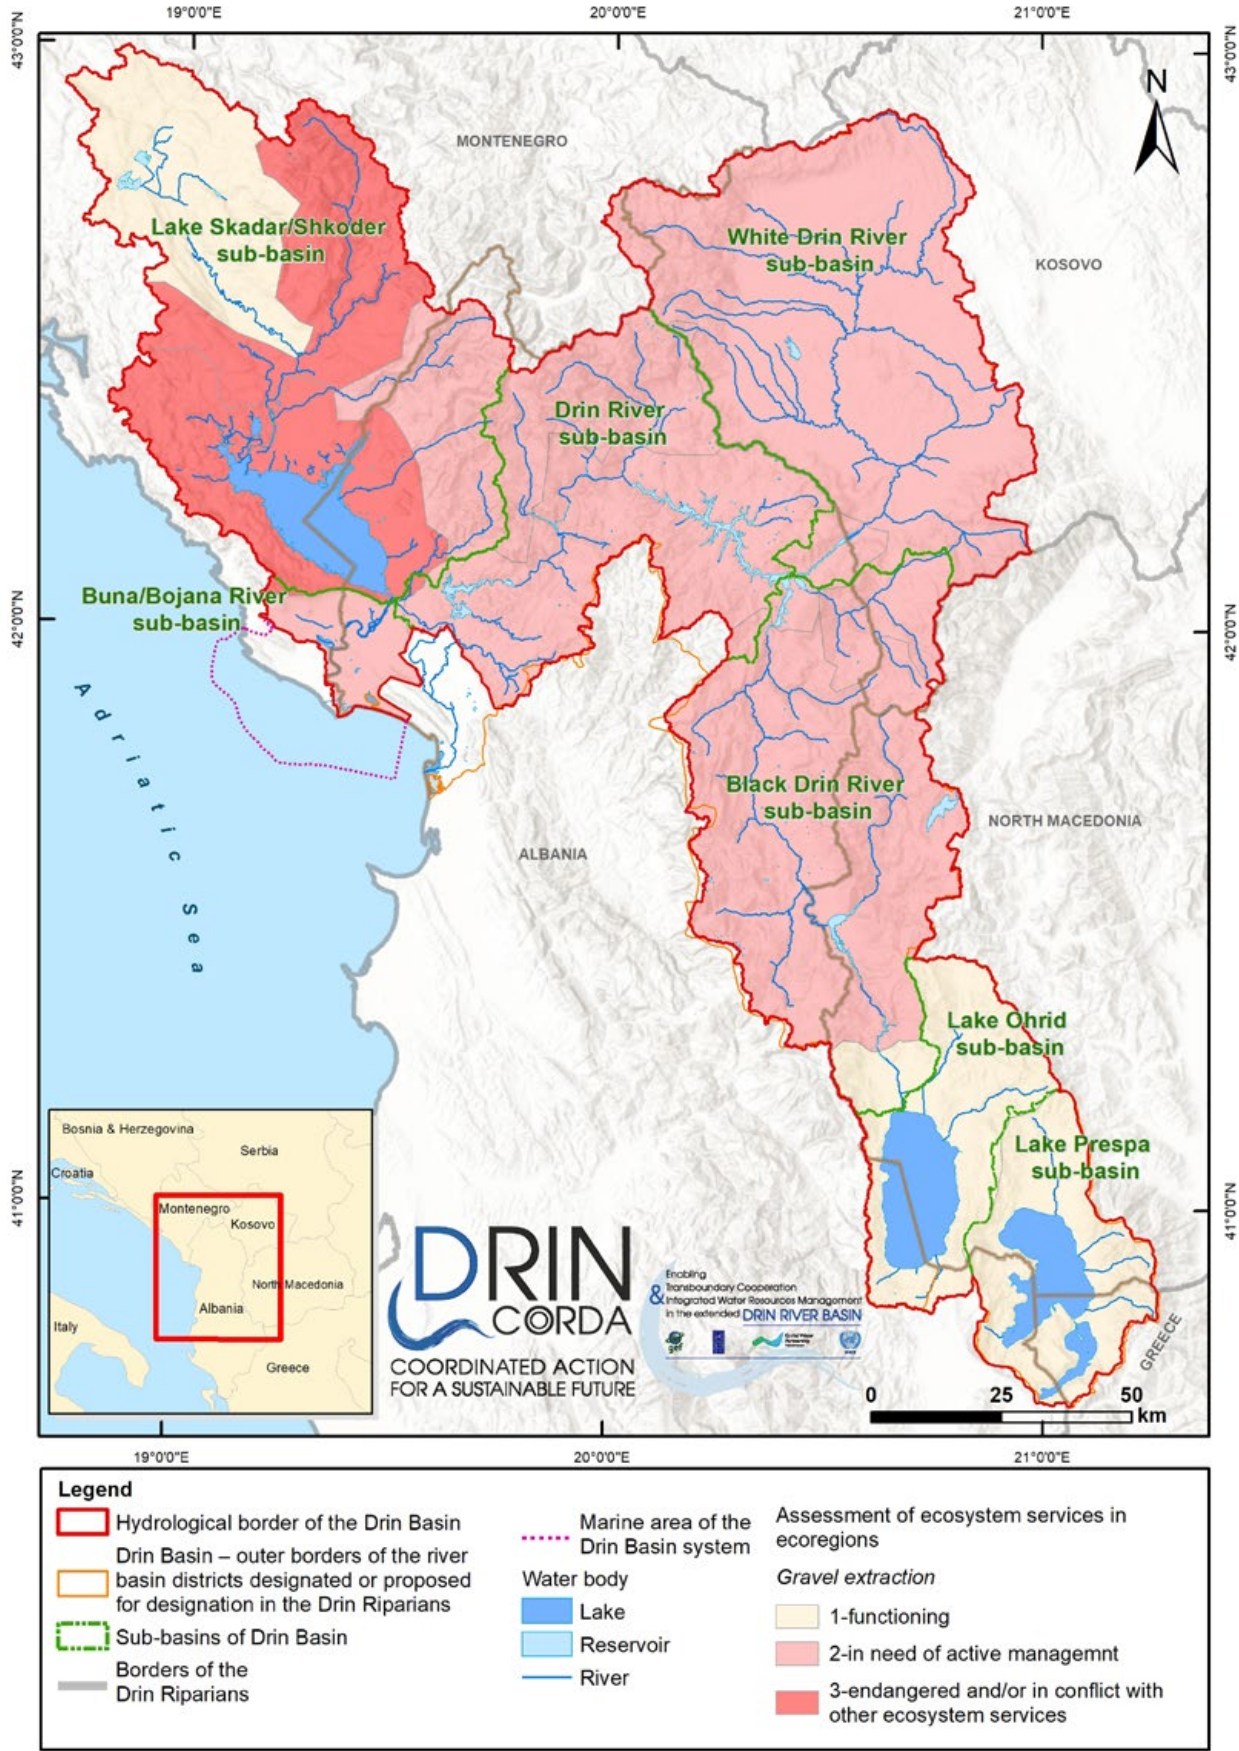 19°0'0"E
20°0'0"E
21°0'0"E
43°0'0"N
43°0'0"N
N
MONTENEGRO
Lake Skadar/Shkoder
sub-basin
White Drin River
sub-basin
KOSOVO
Drin River
sub-basin
Buna/Bojana River
sub-basin
42°0'0"N
42°0'0"N
Adriatic Sea
Black Drin River
sub-basin
NORTH MACEDONIA
ALBANIA
Lake Ohrid
sub-basin
Lake Prespa
sub-basin
41°0'0"N
41°0'0"N
GREECE
Bosnia & Herzegovina
Serbia
Croatia
Montenegro
Kosovo
North Macedonia
Albania
Italy
Greece
DRIN
CORDA
COORDINATED ACTION
FOR A SUSTAINABLE FUTURE
Enabling
Transboundary Cooperation
& Integrated Water Resources Management
in the extended DRIN RIVER BASIN
gef
0 25 50
km
19°0'0"E
20°0'0"E
21°0'0"E
Legend
Hydrological border of the Drin Basin
Drin Basin – outer borders of the river
basin districts designated or proposed
for designation in the Drin Riparians
Sub-basins of Drin Basin
Borders of the
Drin Riparians
Marine area of the
Drin Basin system
Water body
Lake
Reservoir
River
Assessment of ecosystem services in
ecoregions
Gravel extraction
1-functioning
2-in need of active managemnt
3-endangered and/or in conflict with
other ecosystem services